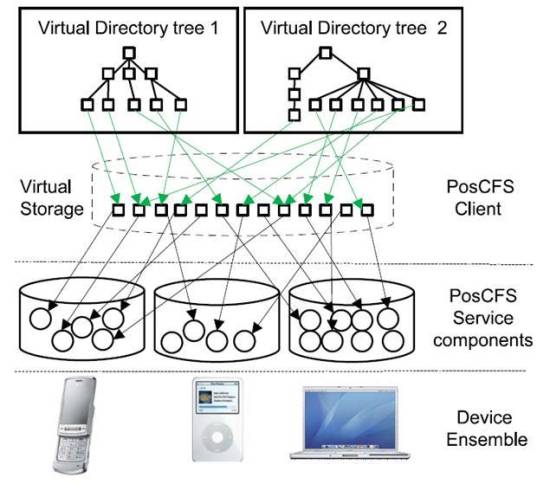 Virtual Directory tree 1
Virtual Directory tree 2
Virtual
Storage
PosCFS
Client
PosCFS
Service
components
Device
Ensemble